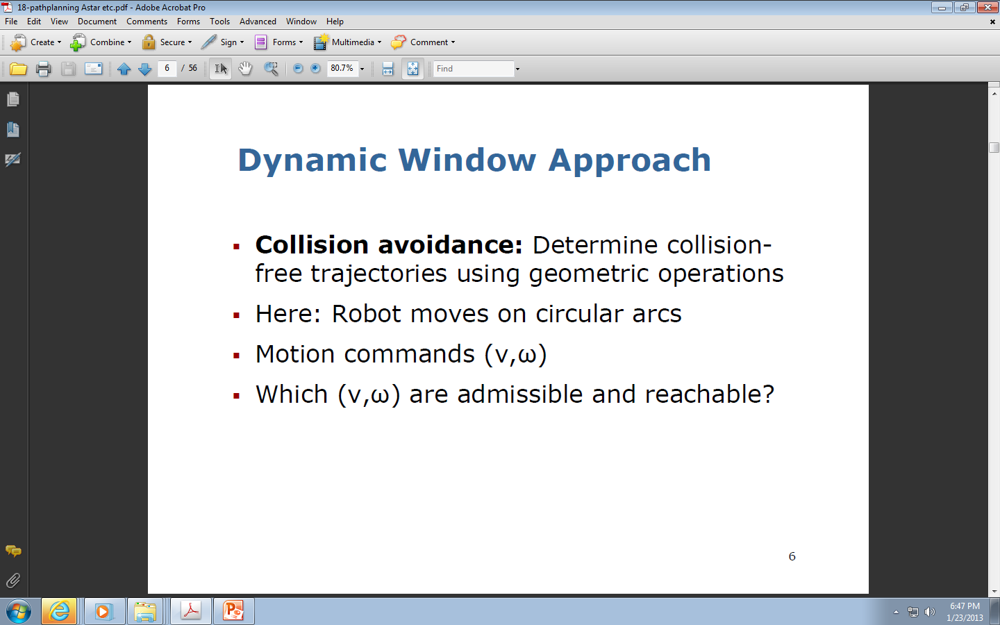 18-pathplanning Astar etc.pdf - Adobe Acrobat Pro
File Edit View Document Comments Forms Tools Advanced Window Help
Create Combine Secure Sign Forms Multimedia Comment
6 / 56 80.7% Find
Dynamic Window Approach
Collision avoidance: Determine collision-
free trajectories using geometric operations
Here: Robot moves on circular arcs
Motion commands (v,ω)
Which (v,ω) are admissible and reachable?
6
6:47 PM
1/23/2013